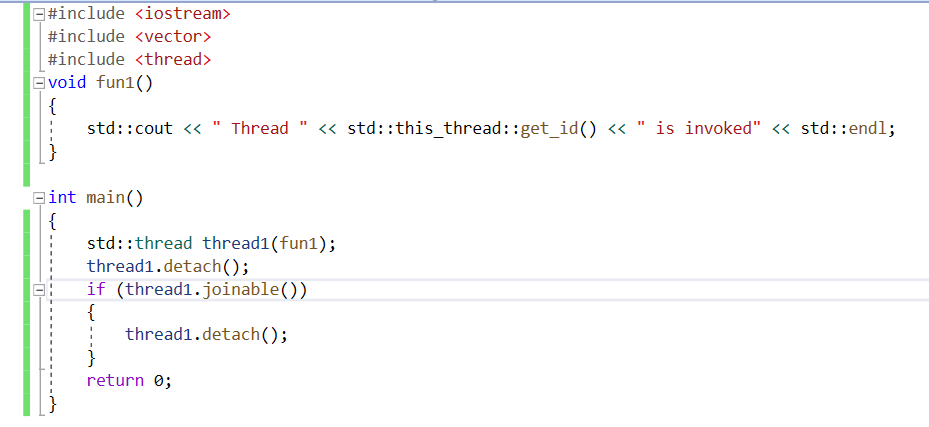 #include <iostream>
#include <vector>
#include <thread>
void fun1()
{
    std::cout << " Thread " << std::this_thread::get_id() << " is invoked" << std::endl;
}

int main()
{
    std::thread thread1(fun1);
    thread1.detach();
    if (thread1.joinable())
    {
        thread1.detach();
    }
    return 0;
}